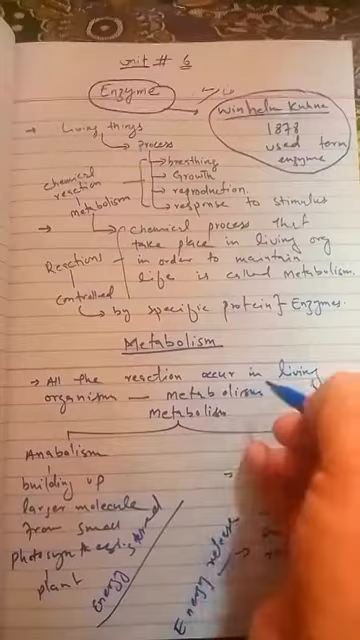 Unit # 6
Enzyme
Winhelm Kuhne
1878
used term
enzyme
→ Living things
→ Process
→ breathing
→ Growth
→ reproduction.
→ response to stimulus
chemical
reaction
metabolism
→ chemical process That
take place in living org
in order to maintain
life is called Metabolism.
Reactions
controlled
→ by specific protein } Enzymes.
Metabolism
→ All the reaction occur in living
organism — metabolism
Metabolism
Anabolism
building up
larger molecule
from small
photosynthesis
plant
Energy stored
Energy release